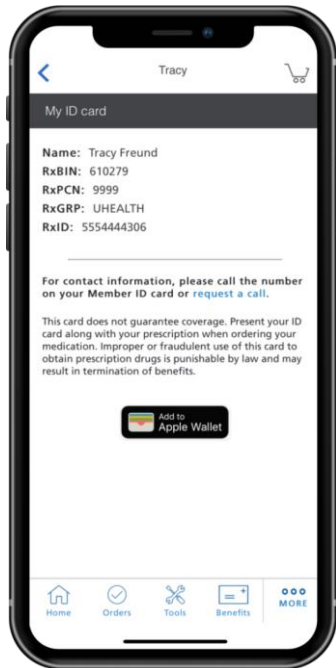 Tracy
My ID card
Name: Tracy Freund
RxBIN: 610279
RxPCN: 9999
RxGRP: UHEALTH
RxID: 5554444306
For contact information, please call the number
on your Member ID card or request a call.
This card does not guarantee coverage. Present your ID
card along with your prescription when ordering your
medication. Improper or fraudulent use of this card to
obtain prescription drugs is punishable by law and may
result in termination of benefits.
Add to
Apple Wallet
Home Orders Tools Benefits MORE